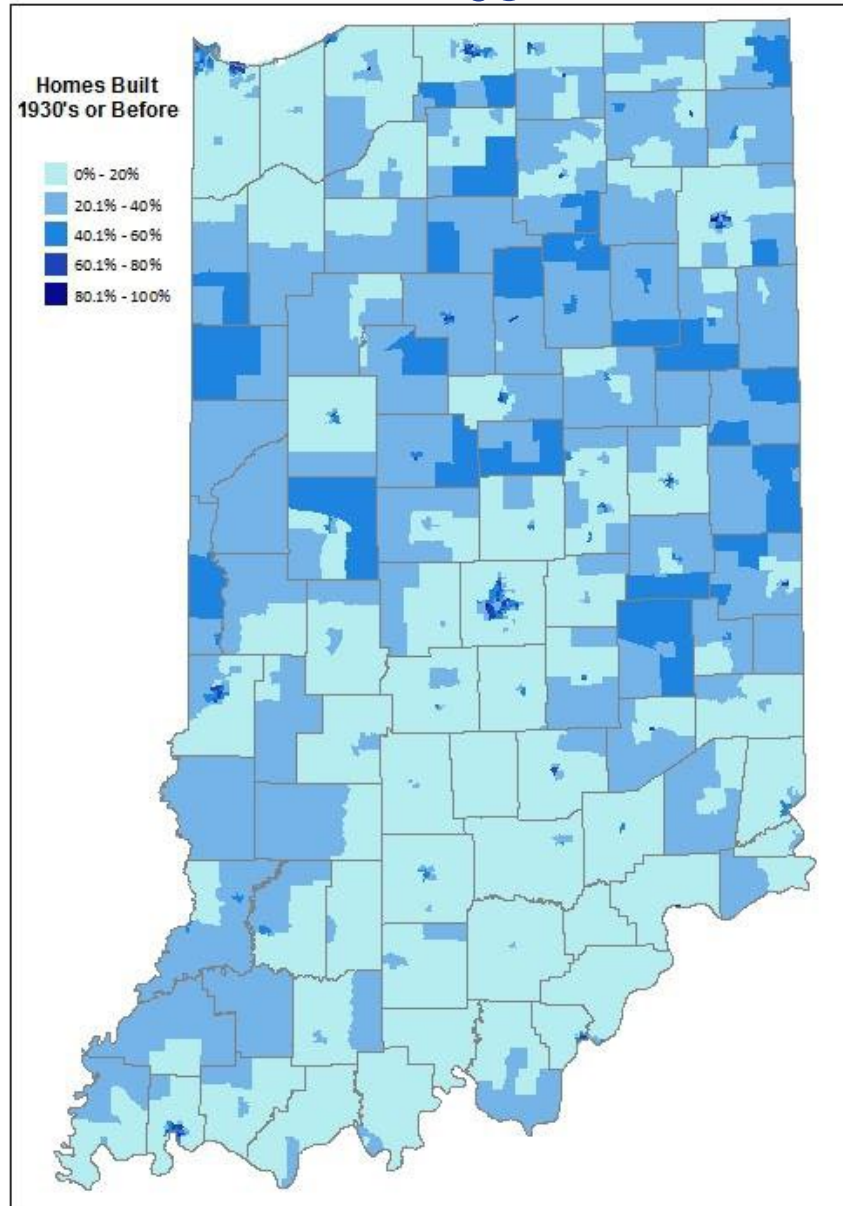 Homes Built
1930's or Before
0% - 20%
20.1% - 40%
40.1% - 60%
60.1% - 80%
80.1% - 100%